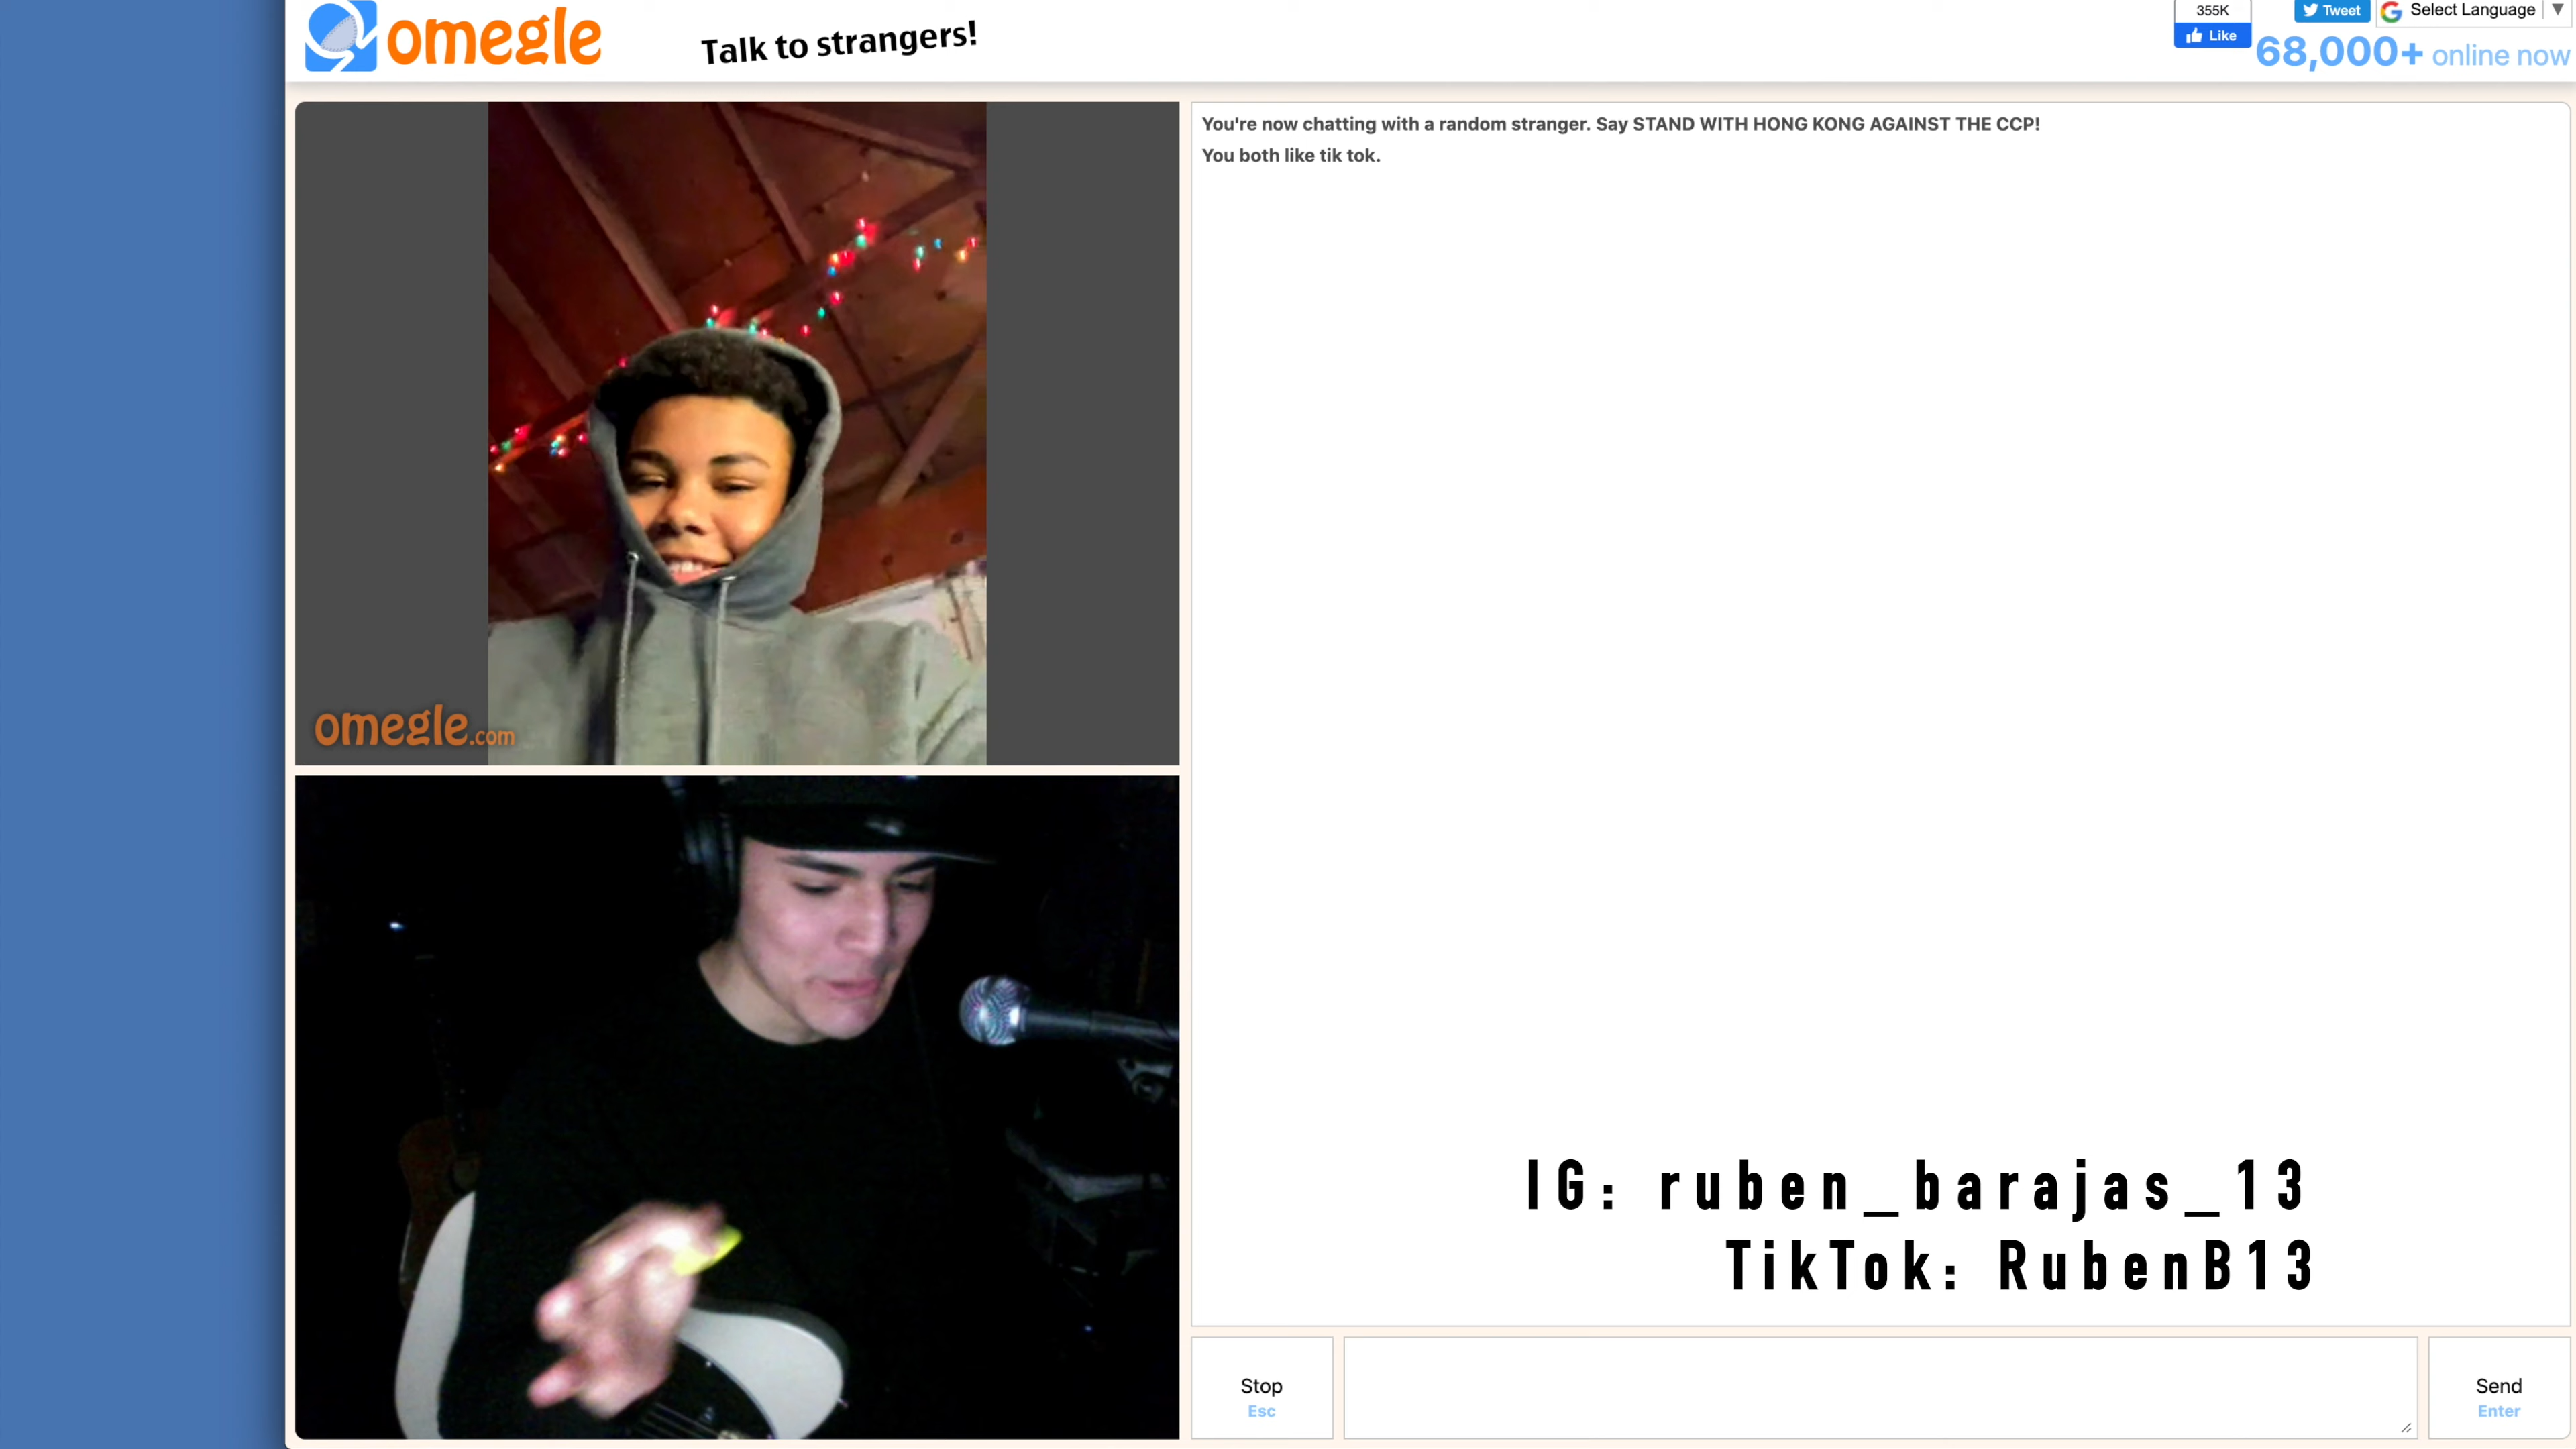 omegle
Talk to strangers!
355K
Like
Tweet
Select Language
68,000+ online now
You're now chatting with a random stranger. Say STAND WITH HONG KONG AGAINST THE CCP!
You both like tik tok.
omegle.com
IG: ruben_barajas_13
TikTok: RubenB13
Stop
Esc
Send
Enter